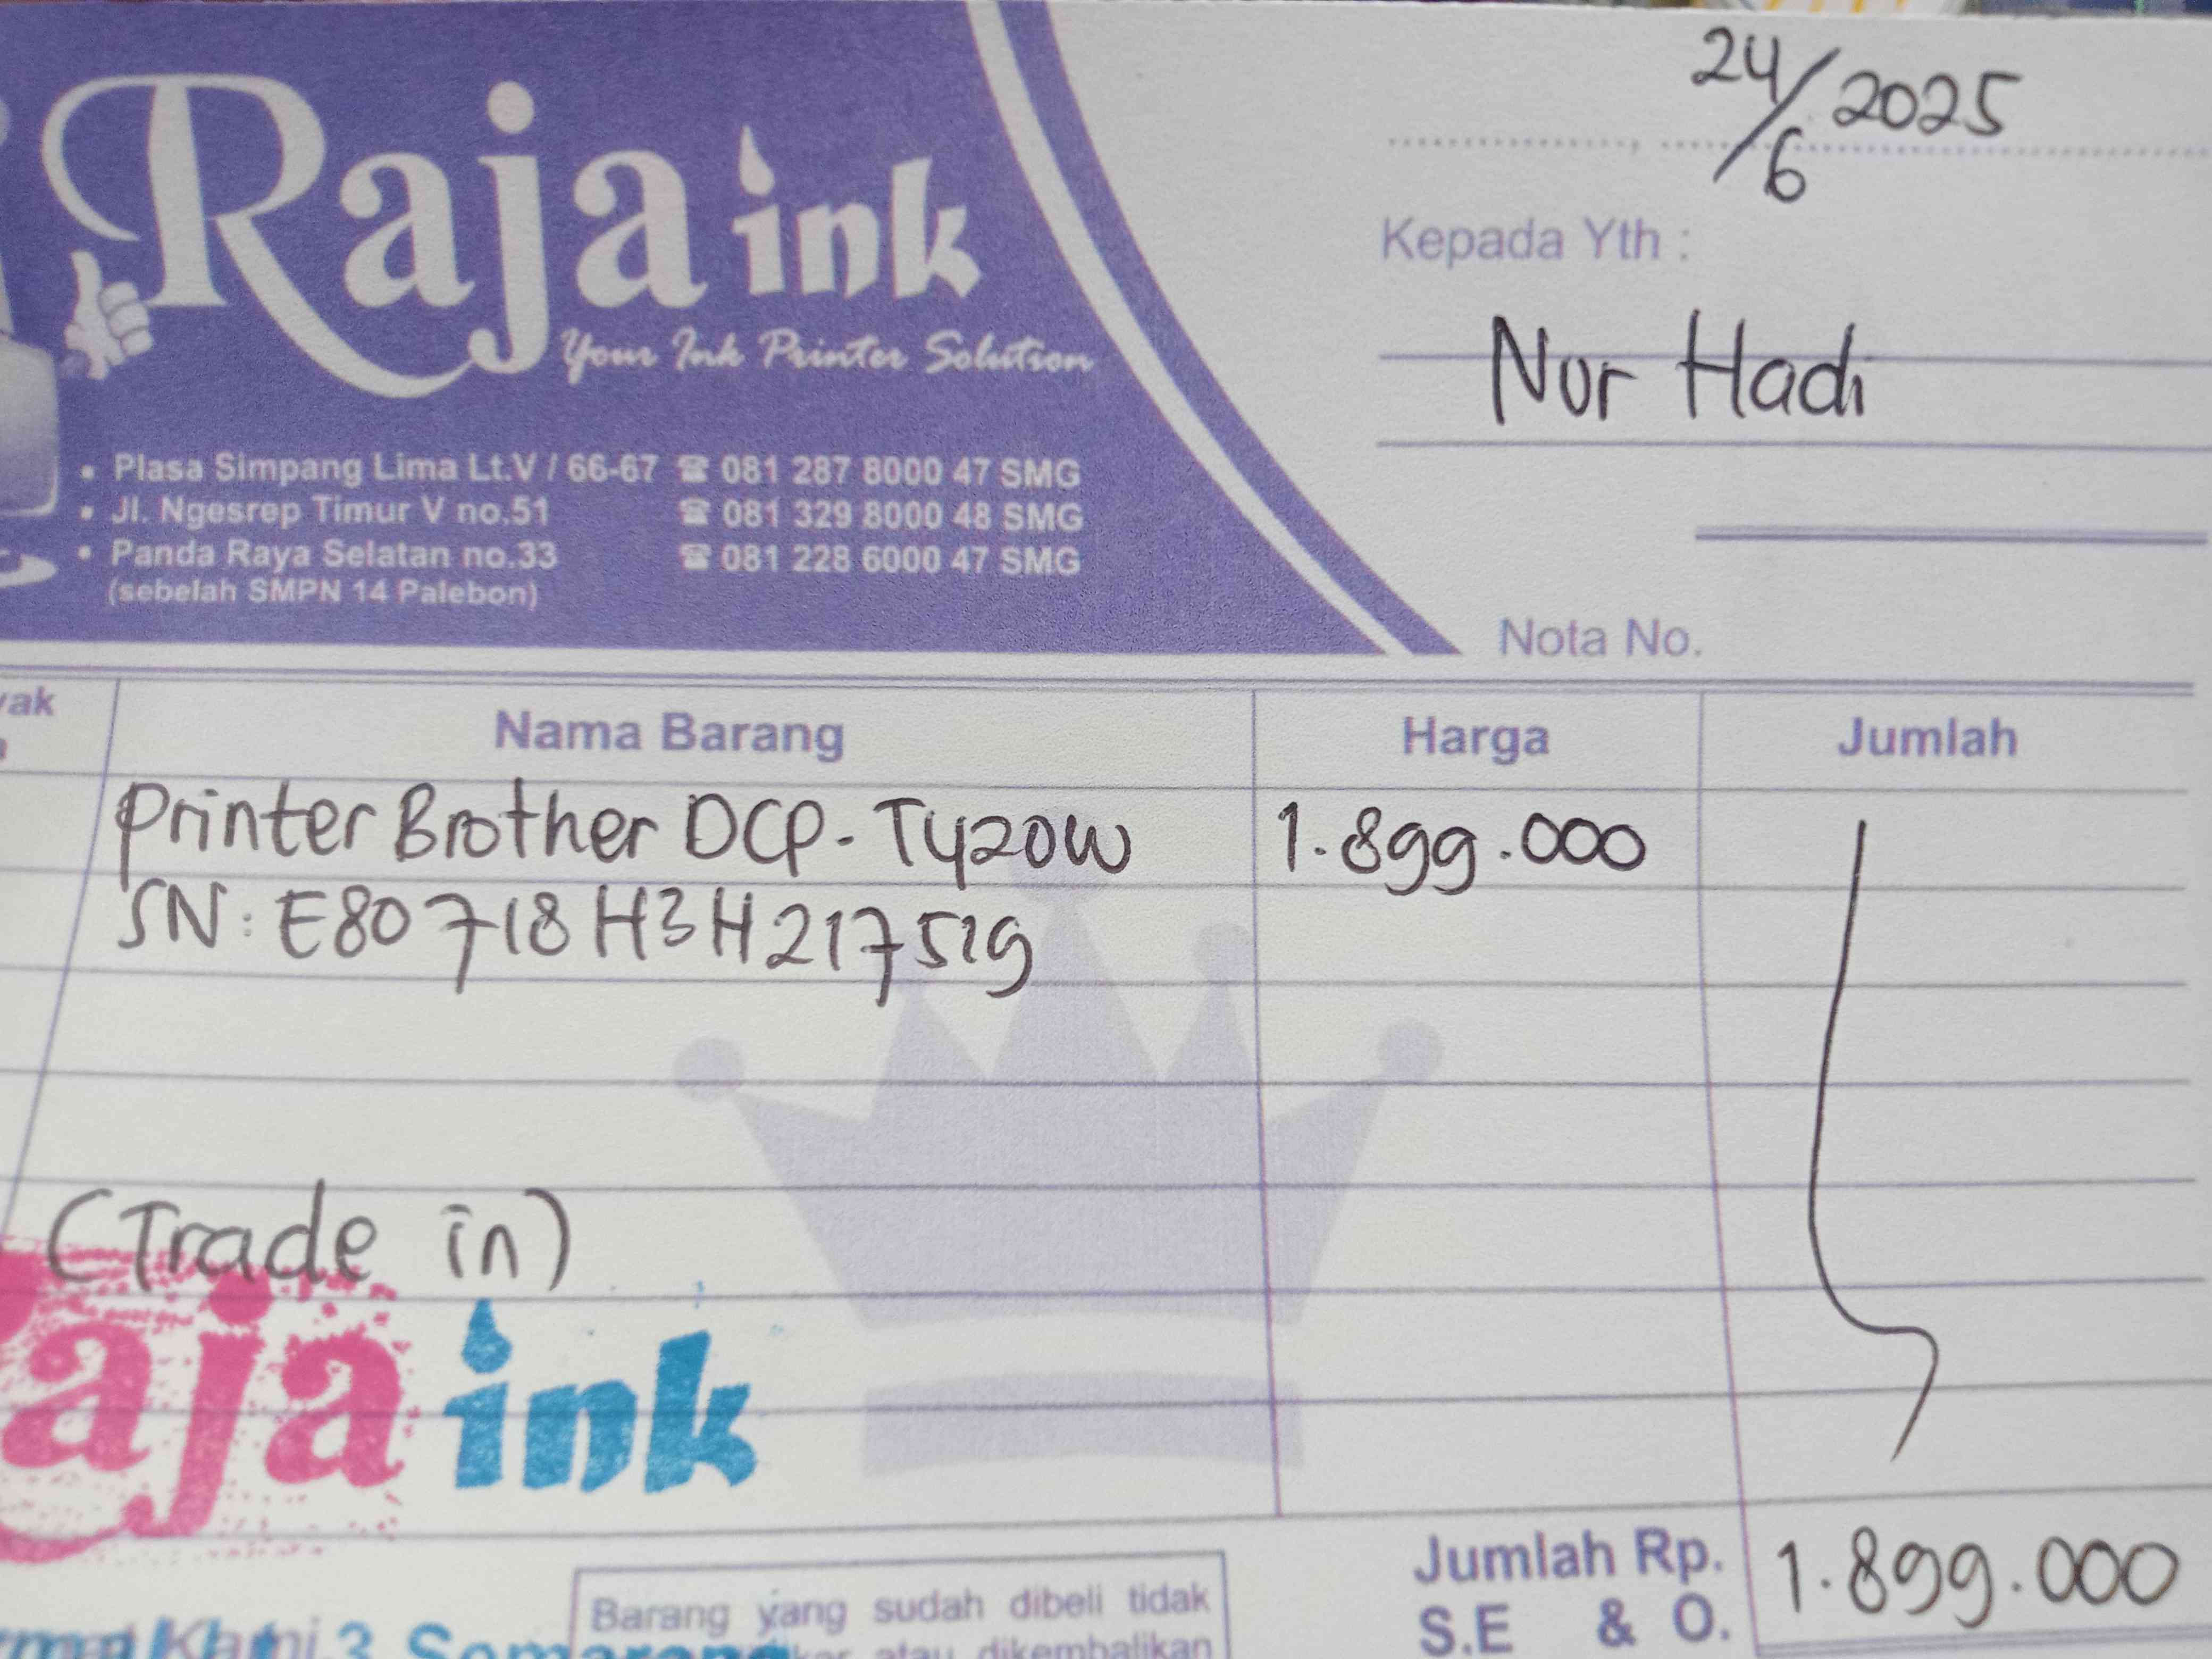 24/6 2025
Raja ink
Your Ink Printer Solution
Kepada Yth :
Nur Hadi
• Plasa Simpang Lima Lt.V / 66-67 ☎ 081 287 8000 47 SMG
• Jl. Ngesrep Timur V no.51 ☎ 081 329 8000 48 SMG
• Panda Raya Selatan no.33 ☎ 081 228 6000 47 SMG
(sebelah SMPN 14 Palebon)
Nota No.
Nama Barang Harga Jumlah
Printer Brother DCP-T420W 1.899.000
SN: E80718H3H217519
(Trade in)
aja ink
Jumlah Rp. 1.899.000
S.E & O.
Barang yang sudah dibeli tidak
atau dikembalikan